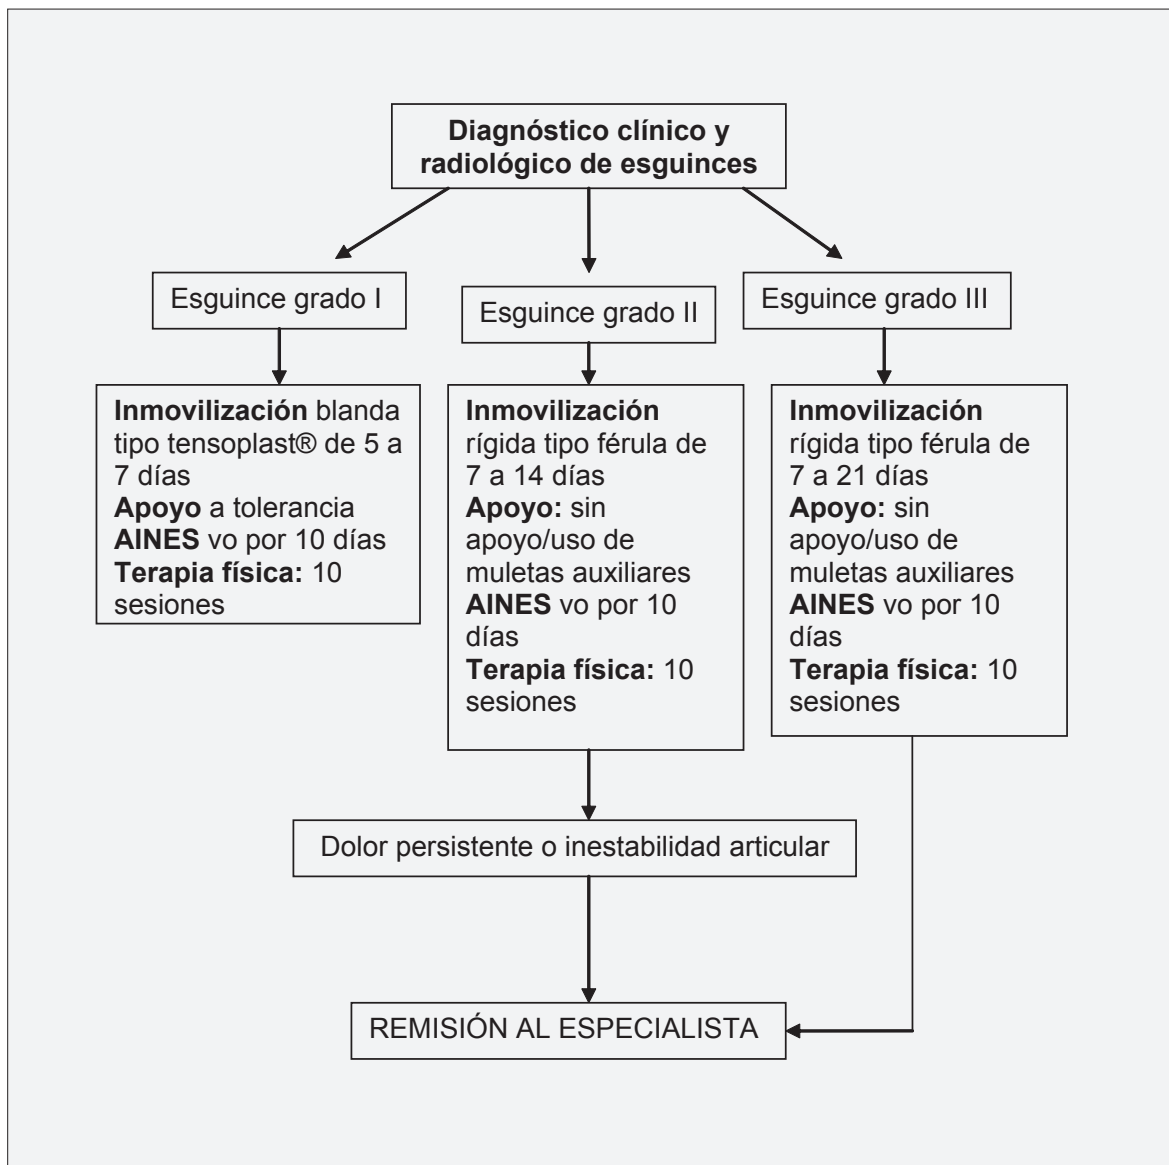 Diagnóstico clínico y
radiológico de esguinces
Esguince grado I
Esguince grado II
Esguince grado III
Inmovilización blanda
tipo tensoplast® de 5 a
7 días
Apoyo a tolerancia
AINES vo por 10 días
Terapia física: 10
sesiones
Inmovilización
rígida tipo férula de
7 a 14 días
Apoyo: sin
apoyo/uso de
muletas auxiliares
AINES vo por 10
días
Terapia física: 10
sesiones
Inmovilización
rígida tipo férula de
7 a 21 días
Apoyo: sin
apoyo/uso de
muletas auxiliares
AINES vo por 10
días
Terapia física: 10
sesiones
Dolor persistente o inestabilidad articular
REMISIÓN AL ESPECIALISTA